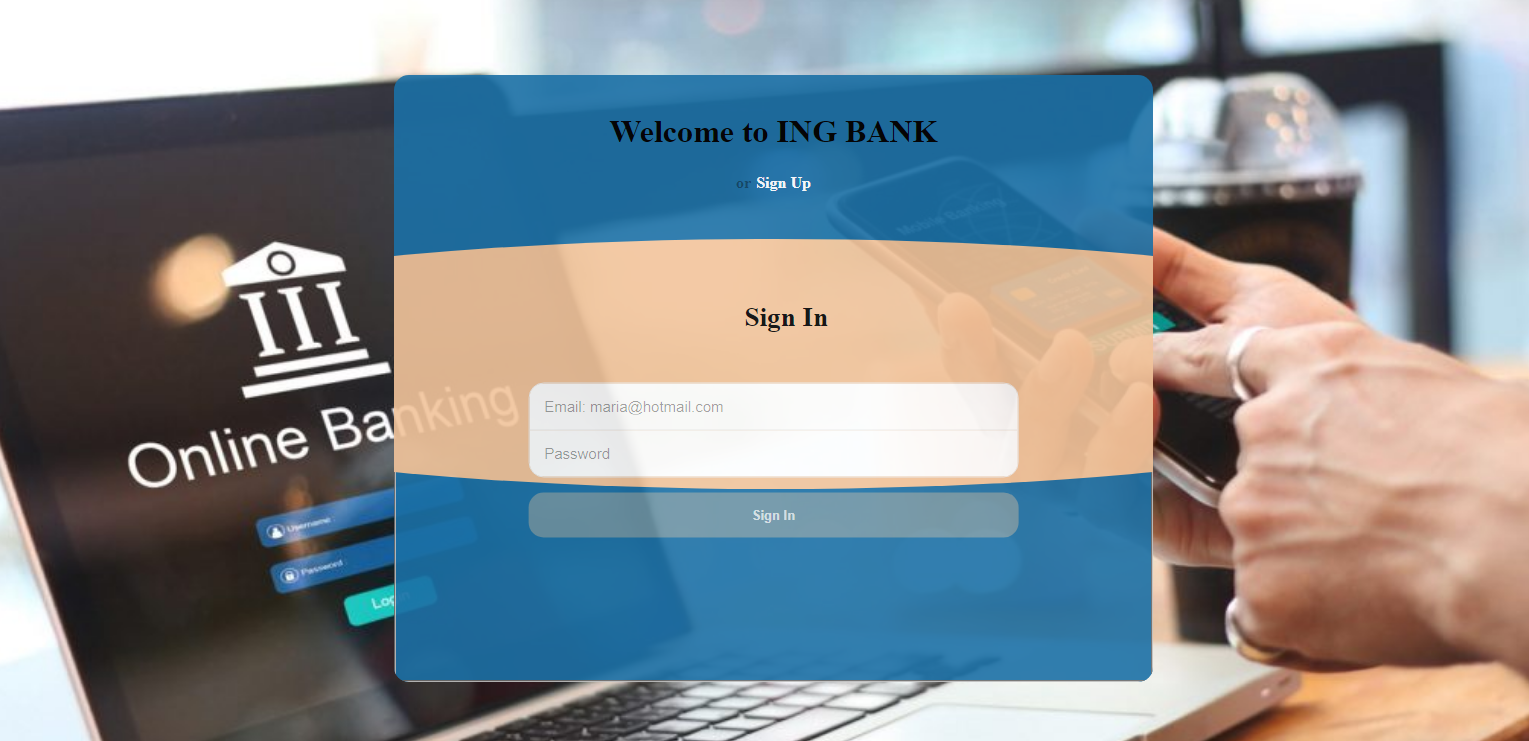 Welcome to ING BANK
or Sign Up
Sign In
Email: maria@hotmail.com
Password
Sign In
Online Banking
Username
Password
Mobile Banking